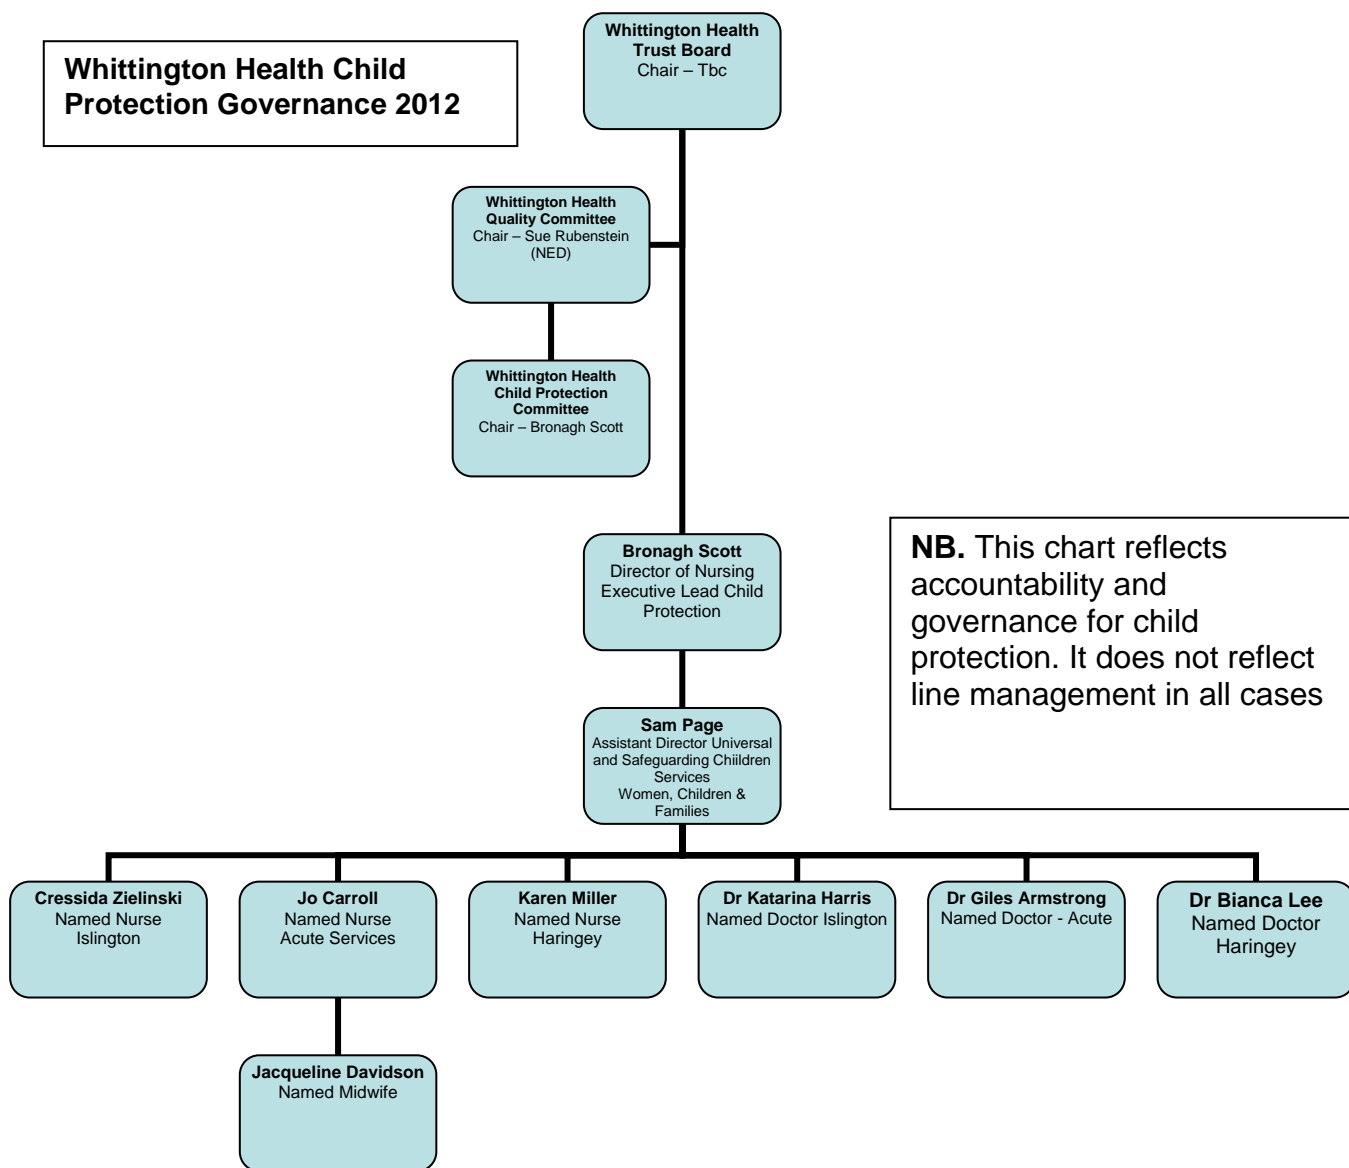 Whittington Health
Trust Board
Chair – Tbc
Whittington Health Child
Protection Governance 2012
Whittington Health
Quality Committee
Chair – Sue Rubenstein
(NED)
Whittington Health
Child Protection
Committee
Chair – Bronagh Scott
Bronagh Scott
Director of Nursing
Executive Lead Child
Protection
NB. This chart reflects
accountability and
governance for child
protection. It does not reflect
line management in all cases
Sam Page
Assistant Director Universal
and Safeguarding Chiildren
Services
Women, Children &
Families
Cressida Zielinski
Named Nurse
Islington
Jo Carroll
Named Nurse
Acute Services
Karen Miller
Named Nurse
Haringey
Dr Katarina Harris
Named Doctor Islington
Dr Giles Armstrong
Named Doctor - Acute
Dr Bianca Lee
Named Doctor
Haringey
Jacqueline Davidson
Named Midwife